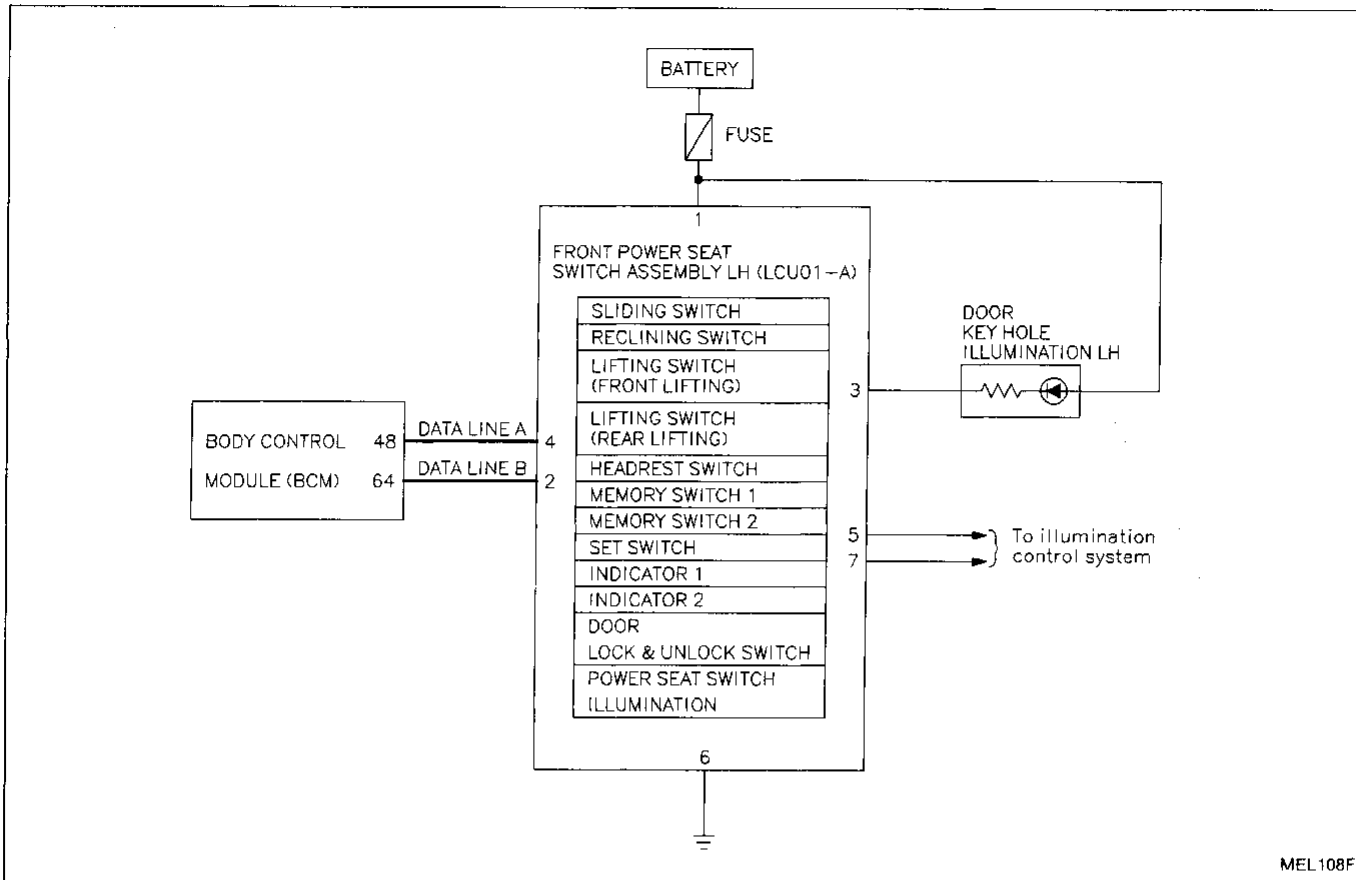 BATTERY
FUSE
1
FRONT POWER SEAT
SWITCH ASSEMBLY LH (LCU01-A)
SLIDING SWITCH
RECLINING SWITCH
LIFTING SWITCH
(FRONT LIFTING)
LIFTING SWITCH
(REAR LIFTING)
HEADREST SWITCH
MEMORY SWITCH 1
MEMORY SWITCH 2
SET SWITCH
INDICATOR 1
INDICATOR 2
DOOR
LOCK & UNLOCK SWITCH
POWER SEAT SWITCH
ILLUMINATION
6
BODY CONTROL 48
MODULE (BCM) 64
DATA LINE A
DATA LINE B
4
2
3
DOOR
KEY HOLE
ILLUMINATION LH
5
7
To illumination
control system
MEL108F